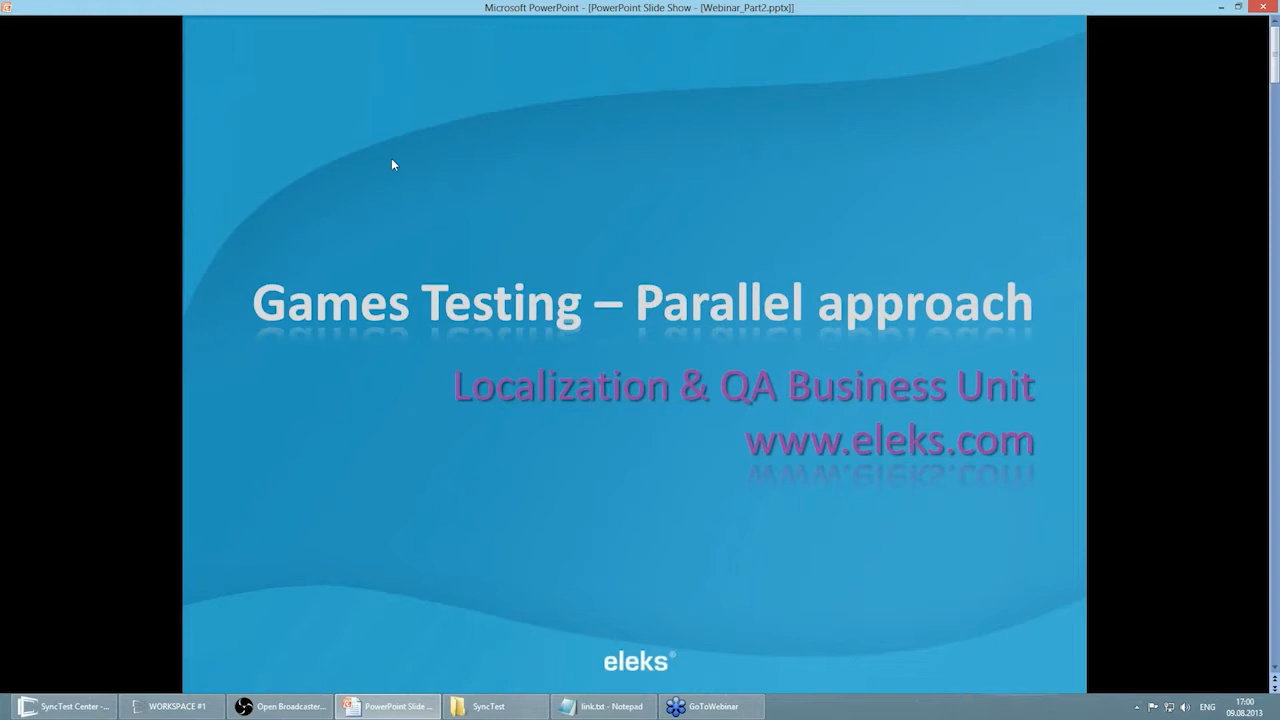 Microsoft PowerPoint - [PowerPoint Slide Show - [Webinar_Part2.pptx]]
Games Testing – Parallel approach
Localization & QA Business Unit
www.eleks.com
eleks®
SyncTest Center -...
WORKSPACE #1
Open Broadcaster...
PowerPoint Slide ...
SyncTest
link.txt - Notepad
GoToWebinar
ENG
17:00
09.08.2013